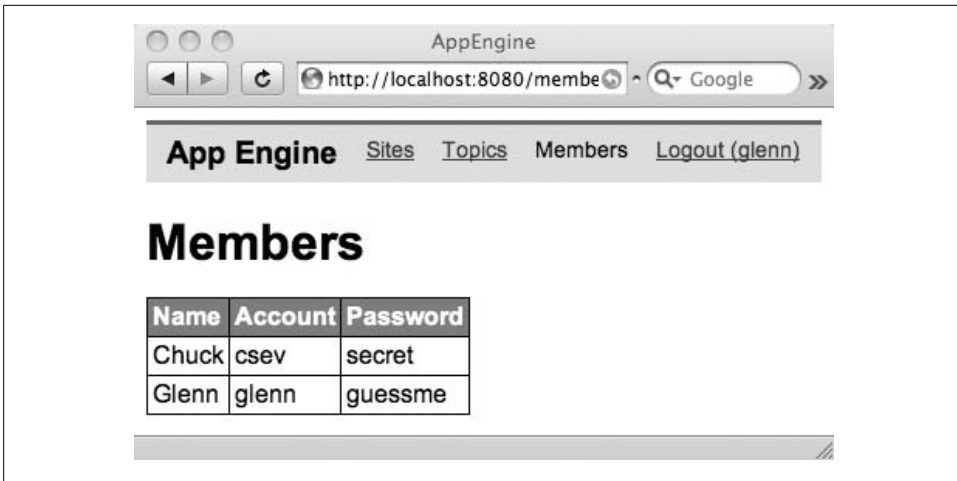 AppEngine
http://localhost:8080/membe
Google
App Engine Sites Topics Members Logout (glenn)
Members
Name Account Password
Chuck csev secret
Glenn glenn guessme